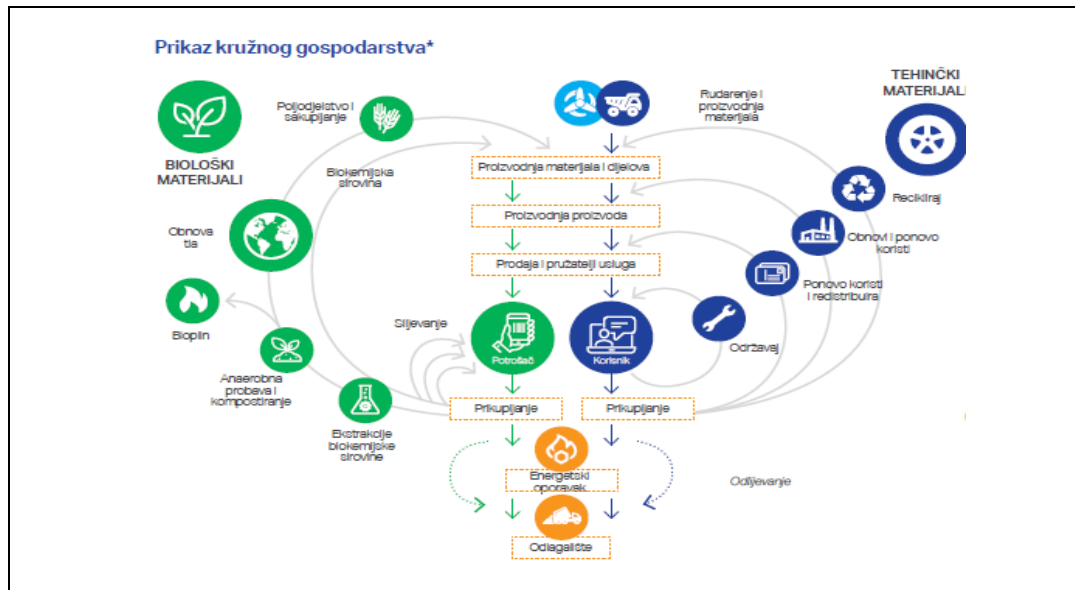 Prikaz kružnog gospodarstva*
BIOLOŠKI
MATERIJALI
Poljodjelstvo i
sakupljanje
Biokemijska
sirovina
Obnova
tla
Bioplin
Anaerobna
probava i
kompostiranje
Ekstrakcije
biokemijske
sirovine
Slijevanje
Proizvodnja materijala i dijelova
Proizvodnja proizvoda
Prodaja i pružatelji usluga
Potrošač
Korisnik
Prikupljanje
Prikupljanje
Energetski
oporavak
Odlagalište
Rudarenje i
proizvodnja
materijala
TEHINČKI
MATERIJALI
Recikliraj
Obnovi i ponovo
koristi
Ponovo koristi
i redistribuira
Održavaj
Odlijevanje